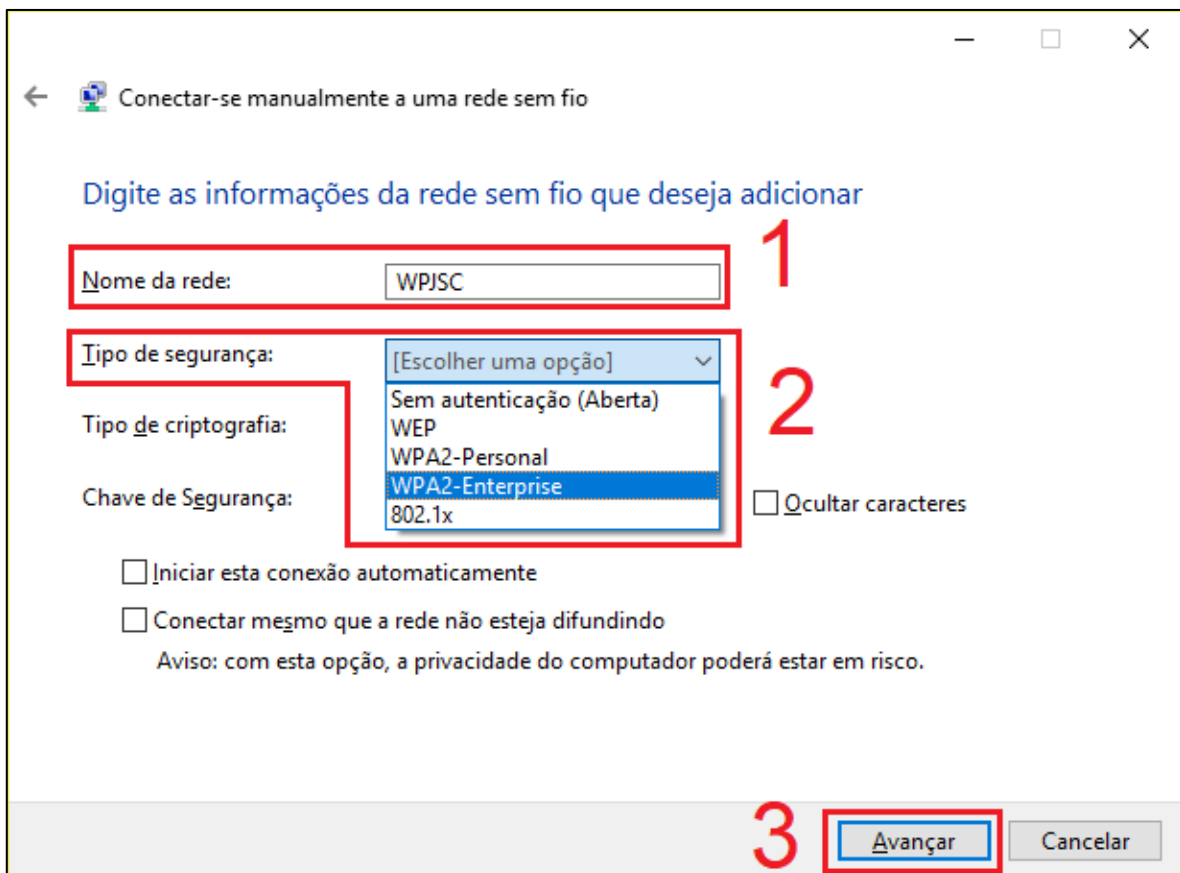 Conectar-se manualmente a uma rede sem fio
Digite as informações da rede sem fio que deseja adicionar
1
Nome da rede: WPJSC
Tipo de segurança: [Escolher uma opção]
2
Sem autenticação (Aberta)
Tipo de criptografia: WEP
WPA2-Personal
WPA2-Enterprise
Chave de Segurança: Ocultar caracteres
802.1x
Iniciar esta conexão automaticamente
Conectar mesmo que a rede não esteja difundindo
Aviso: com esta opção, a privacidade do computador poderá estar em risco.
3
Avançar Cancelar